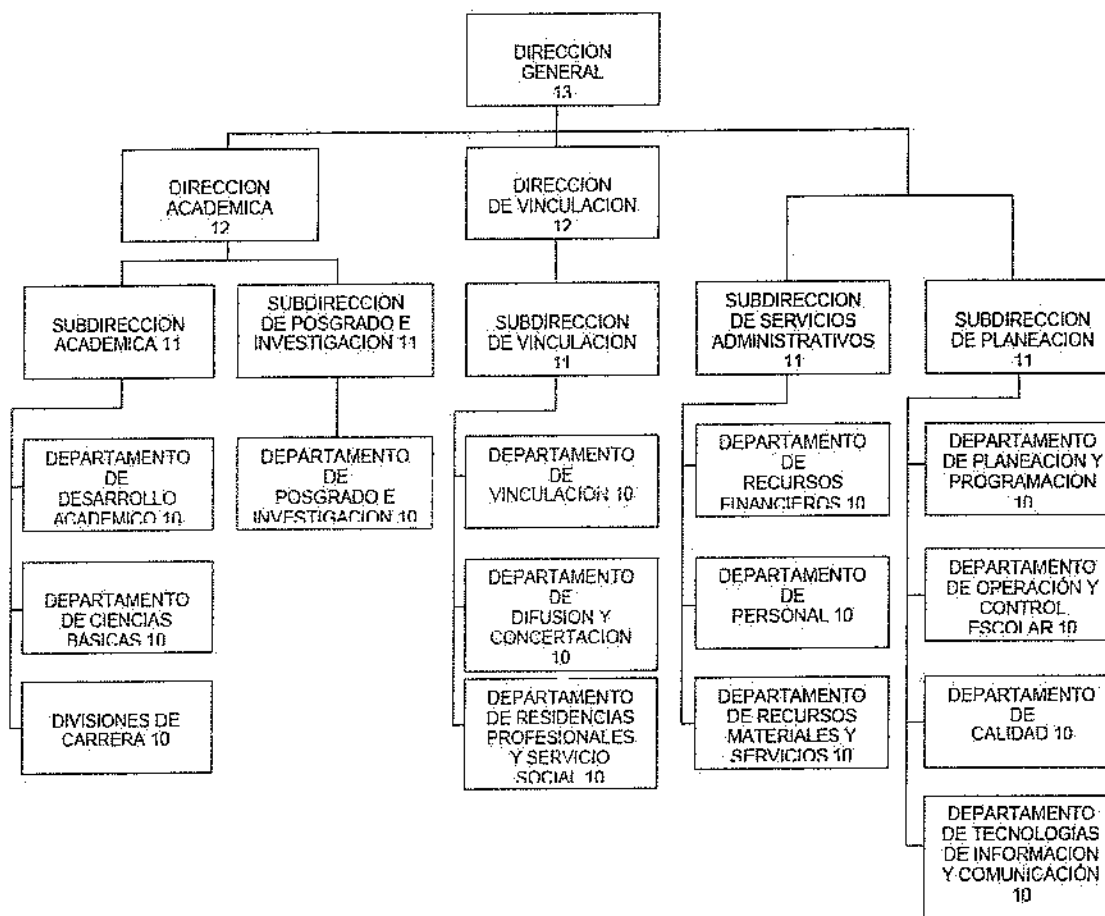 DIRECCION
GENERAL
13
DIRECCION
ACADEMICA
12
DIRECCION
DE VINCULACION
12
SUBDIRECCION
ACADEMICA 11
SUBDIRECCION
DE POSGRADO E
INVESTIGACION 11
SUBDIRECCION
DE VINCULACION
11
SUBDIRECCION
DE SERVICIOS
ADMINISTRATIVOS
11
SUBDIRECCION
DE PLANEACION
11
DEPARTAMENTO
DE
DESARROLLO
ACADEMICO 10
DEPARTAMENTO
DE
POSGRADO E
INVESTIGACION 10
DEPARTAMENTO
DE
VINCULACION 10
DEPARTAMENTO
DE
RECURSOS
FINANCIEROS 10
DEPARTAMENTO
DE PLANEACIÓN Y
PROGRAMACIÓN
10
DEPARTAMENTO
DE CIENCIAS
BÁSICAS 10
DEPARTAMENTO
DE
DIFUSION Y
CONCERTACION
10
DEPARTAMENTO
DE
PERSONAL 10
DEPARTAMENTO
DE OPERACIÓN Y
CONTROL
ESCOLAR 10
DIVISIONES DE
CARRERA 10
DEPARTAMENTO
DE RESIDENCIAS
PROFESIONALES
Y SERVICIO
SOCIAL 10
DEPARTAMENTO
DE RECURSOS
MATERIALES Y
SERVICIOS 10
DEPARTAMENTO
DE
CALIDAD 10
DEPARTAMENTO
DE TECNOLOGÍAS
DE INFORMACION
Y COMUNICACIÓN
10